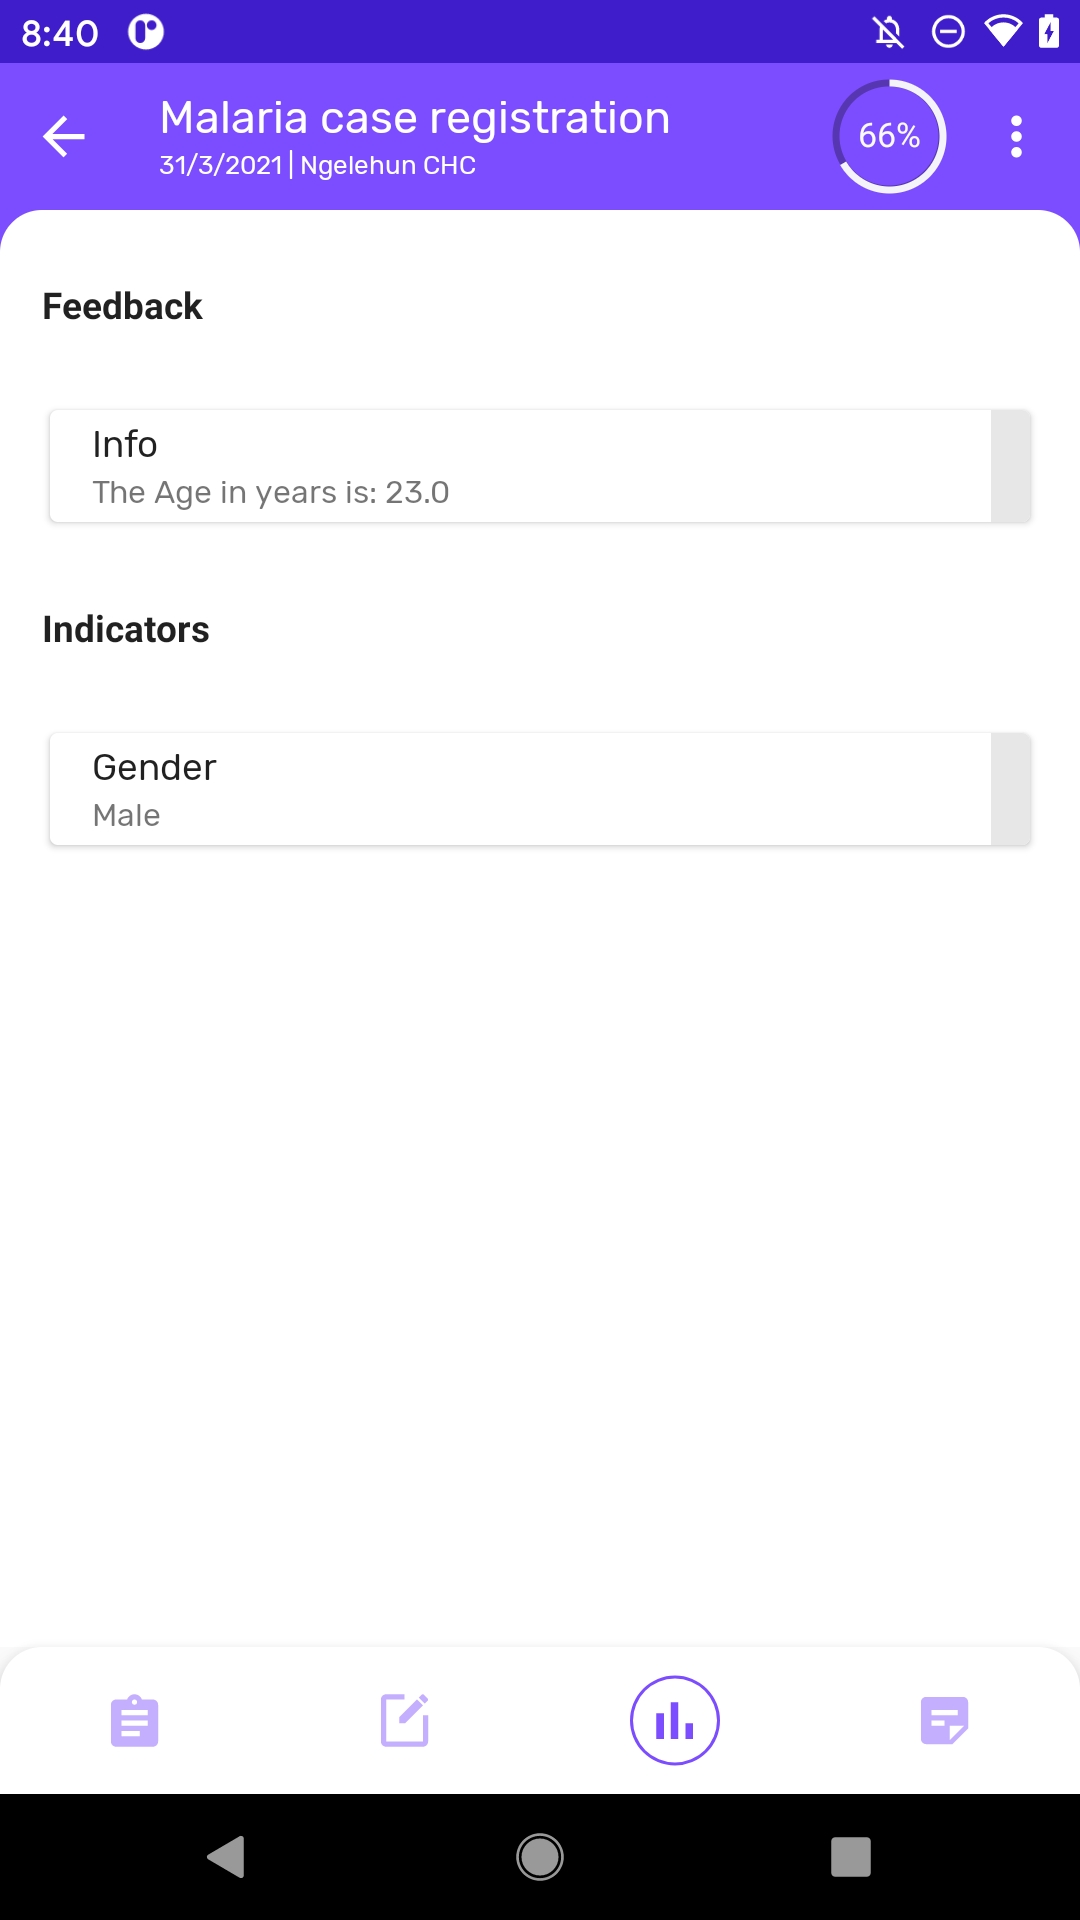 8:40
Malaria case registration
31/3/2021 | Ngelehun CHC
66%
Feedback
Info
The Age in years is: 23.0
Indicators
Gender
Male